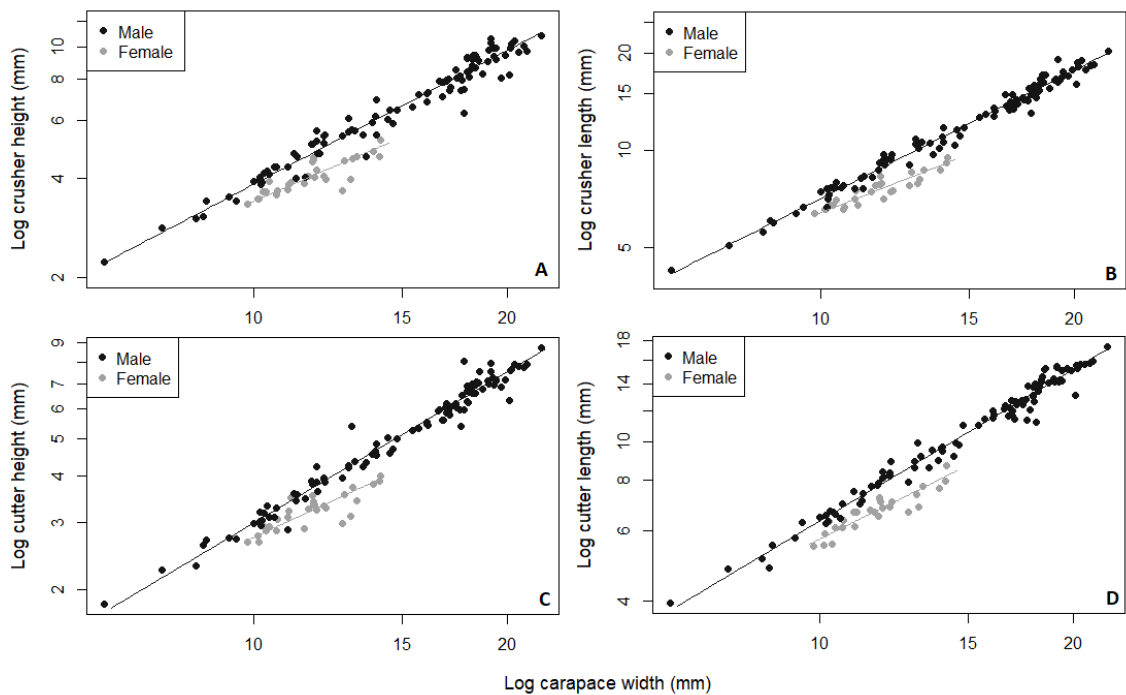 Log crusher height (mm)
10
8
6
4
2
Male
Female
A
10
15
20
Log crusher length (mm)
20
15
10
5
Male
Female
B
10
15
20
Log cutter height (mm)
9
7
6
5
4
3
2
Male
Female
C
10
15
20
Log cutter length (mm)
18
14
10
8
6
4
Male
Female
D
10
15
20
Log carapace width (mm)